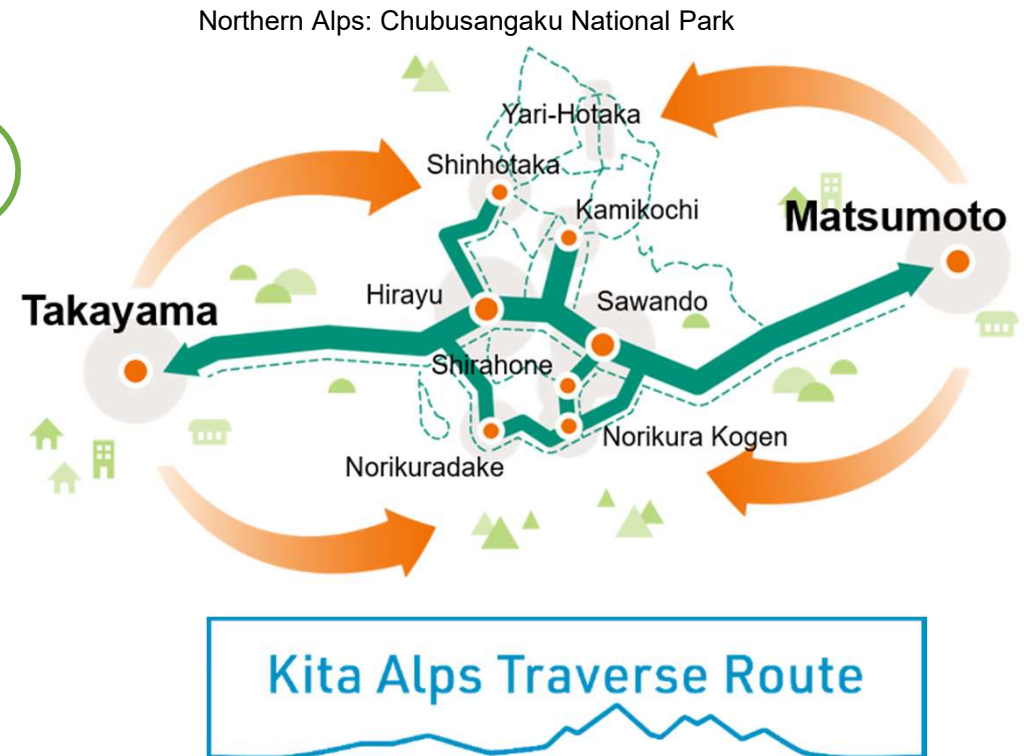 Northern Alps: Chubusangaku National Park
Yari-Hotaka
Shinhotaka
Kamikochi
Matsumoto
Hirayu
Sawando
Takayama
Shirahone
Norikura Kogen
Norikuradake
Kita Alps Traverse Route